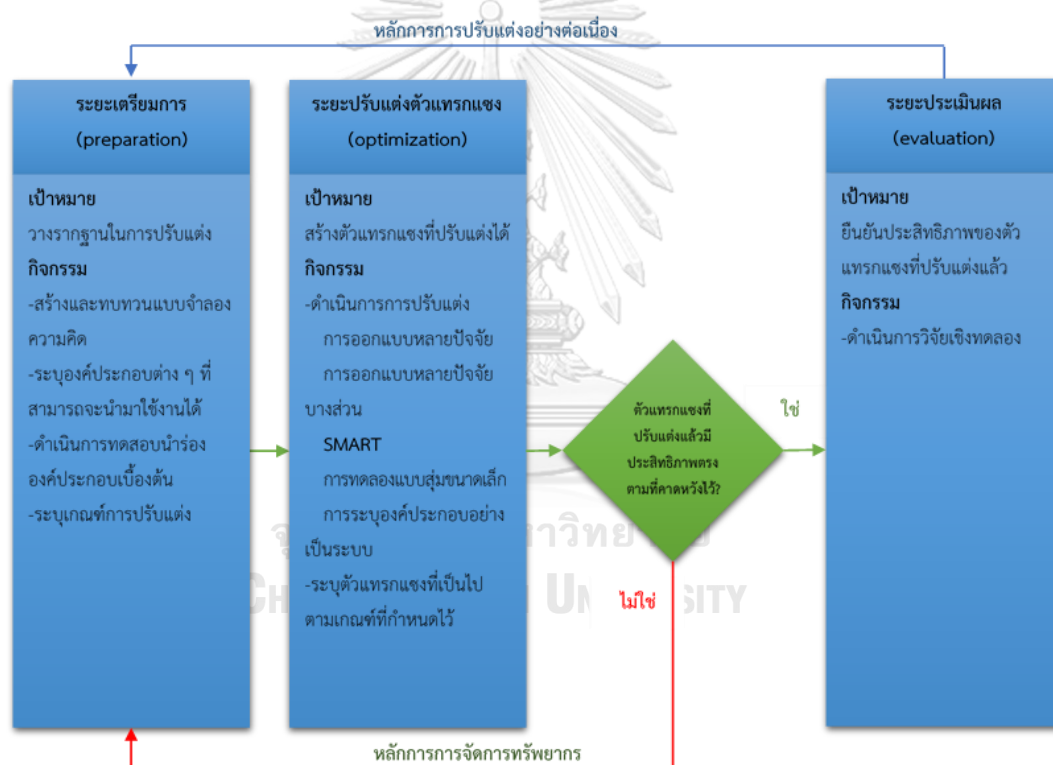 หลักการการปรับแต่งอย่างต่อเนื่อง
ระยะเตรียมการ
(preparation)
เป้าหมาย
วางรากฐานในการปรับแต่ง
กิจกรรม
-สร้างและทบทวนแบบจำลอง
ความคิด
-ระบุองค์ประกอบต่าง ๆ ที่
สามารถจะนำมาใช้งานได้
-ดำเนินการทดสอบนำร่อง
องค์ประกอบเบื้องต้น
-ระบุเกณฑ์การปรับแต่ง
ระยะปรับแต่งตัวแทรกแซง
(optimization)
เป้าหมาย
สร้างตัวแทรกแซงที่ปรับแต่งได้
กิจกรรม
-ดำเนินการการปรับแต่ง
การออกแบบหลายปัจจัย
การออกแบบหลายปัจจัย
บางส่วน
SMART
การทดลองแบบสุ่มขนาดเล็ก
การระบุองค์ประกอบอย่าง
เป็นระบบ
-ระบุตัวแทรกแซงที่เป็นไป
ตามเกณฑ์ที่กำหนดไว้
ตัวแทรกแซงที่
ปรับแต่งแล้วมี
ประสิทธิภาพตรง
ตามที่คาดหวังไว้?
ใช่
ไม่ใช่
ระยะประเมินผล
(evaluation)
เป้าหมาย
ยืนยันประสิทธิภาพของตัว
แทรกแซงที่ปรับแต่งแล้ว
กิจกรรม
-ดำเนินการวิจัยเชิงทดลอง
หลักการการจัดการทรัพยากร